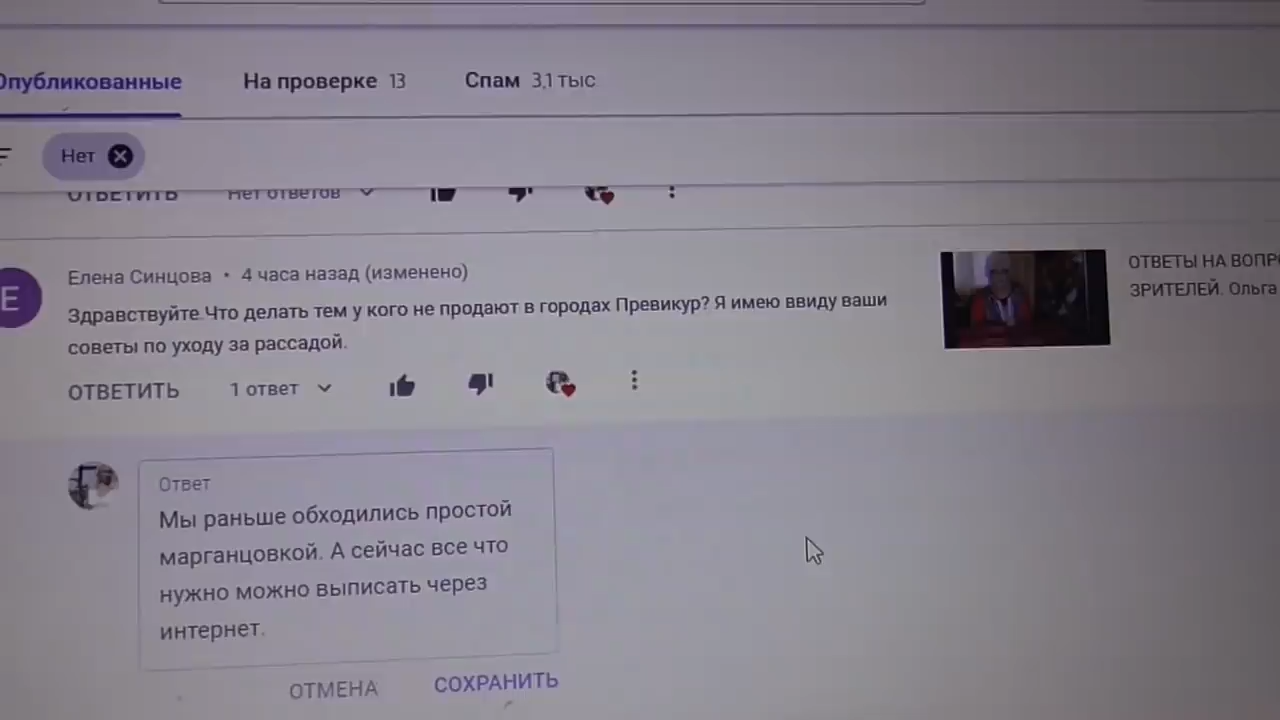 Опубликованные
На проверке 13
Спам 3,1 тыс
Нет
ОТВЕТИТЬ Нет ответов
Е
Елена Синцова • 4 часа назад (изменено)
Здравствуйте.Что делать тем у кого не продают в городах Превикур? Я имею ввиду ваши
советы по уходу за рассадой.
ОТВЕТИТЬ 1 ответ
ОТВЕТЫ НА ВОПР
ЗРИТЕЛЕЙ. Ольга
Ответ
Мы раньше обходились простой
марганцовкой. А сейчас все что
нужно можно выписать через
интернет.
ОТМЕНА СОХРАНИТЬ